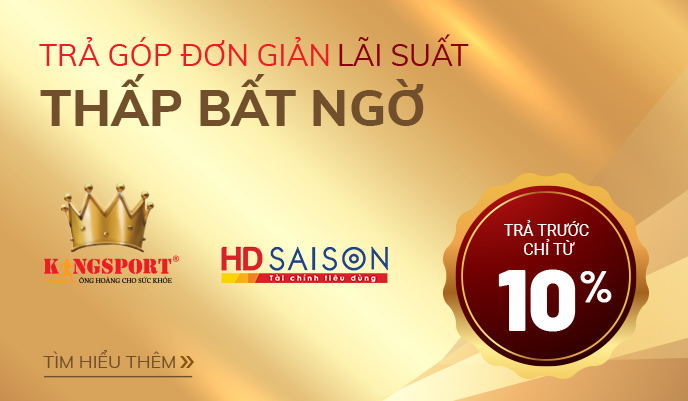 TRẢ GÓP ĐƠN GIẢN LÃI SUẤT
THẤP BẤT NGỜ
KINGSPORT®
ÔNG HOÀNG CHO SỨC KHỎE
HD SAISON
Tài chính tiêu dùng
TRẢ TRƯỚC
CHỈ TỪ
10%
TÌM HIỂU THÊM »